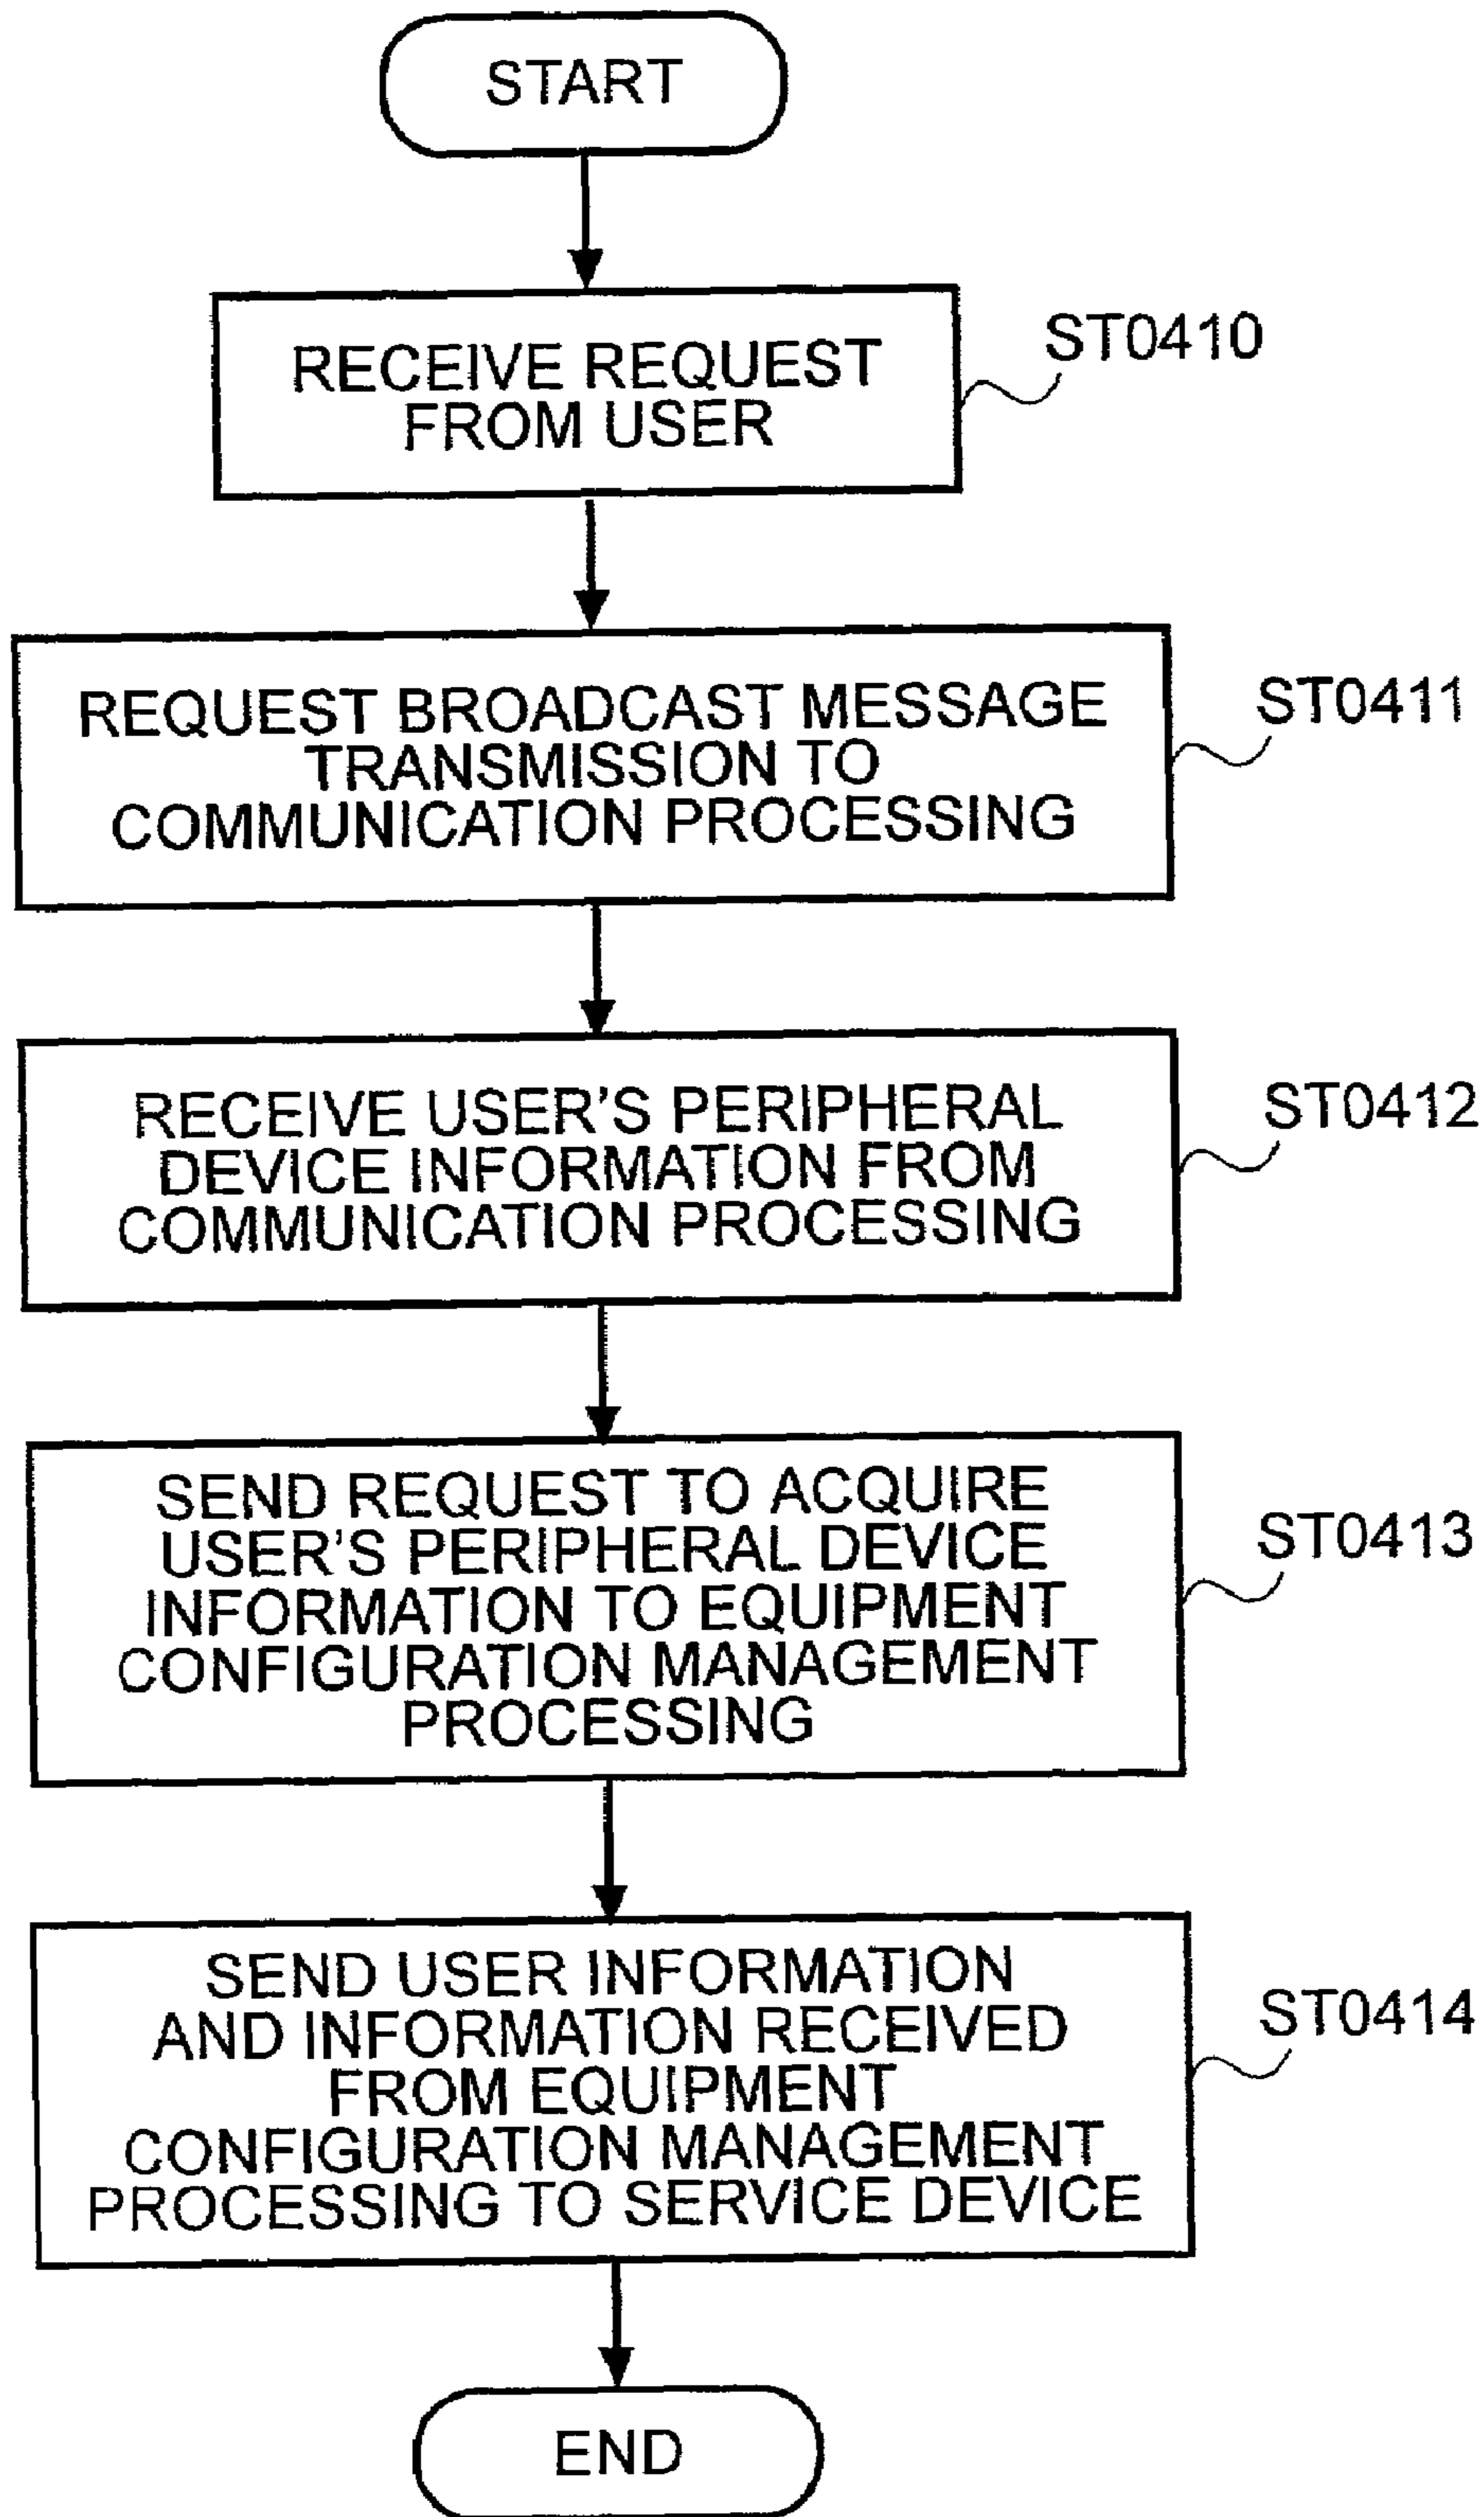 START
RECEIVE REQUEST
FROM USER
ST0410
REQUEST BROADCAST MESSAGE
TRANSMISSION TO
COMMUNICATION PROCESSING
ST0411
RECEIVE USER'S PERIPHERAL
DEVICE INFORMATION FROM
COMMUNICATION PROCESSING
ST0412
SEND REQUEST TO ACQUIRE
USER'S PERIPHERAL DEVICE
INFORMATION TO EQUIPMENT
CONFIGURATION MANAGEMENT
PROCESSING
ST0413
SEND USER INFORMATION
AND INFORMATION RECEIVED
FROM EQUIPMENT
CONFIGURATION MANAGEMENT
PROCESSING TO SERVICE DEVICE
ST0414
END